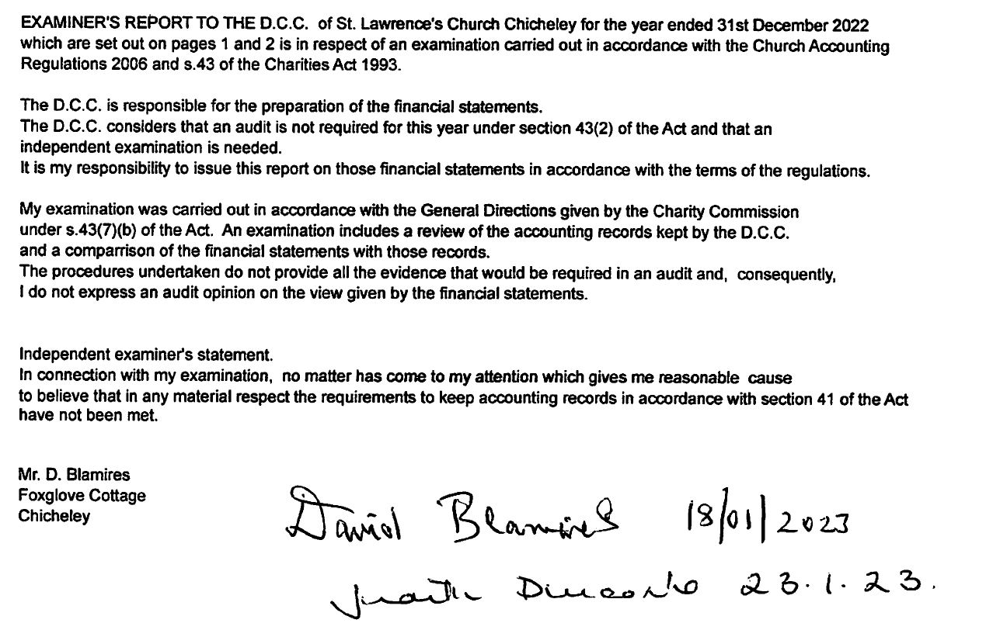 EXAMINER'S REPORT TO THE D.C.C. of St. Lawrence's Church Chicheley for the year ended 31st December 2022
which are set out on pages 1 and 2 is in respect of an examination carried out in accordance with the Church Accounting
Regulations 2006 and s.43 of the Charities Act 1993.
The D.C.C. is responsible for the preparation of the financial statements.
The D.C.C. considers that an audit is not required for this year under section 43(2) of the Act and that an
independent examination is needed.
It is my responsibility to issue this report on those financial statements in accordance with the terms of the regulations.
My examination was carried out in accordance with the General Directions given by the Charity Commission
under s.43(7)(b) of the Act. An examination includes a review of the accounting records kept by the D.C.C.
and a comparrison of the financial statements with those records.
The procedures undertaken do not provide all the evidence that would be required in an audit and, consequently,
I do not express an audit opinion on the view given by the financial statements.
Independent examiner's statement.
In connection with my examination, no matter has come to my attention which gives me reasonable cause
to believe that in any material respect the requirements to keep accounting records in accordance with section 41 of the Act
have not been met.
Mr. D. Blamires
Foxglove Cottage
Chicheley
David Blamires 18/01/2023
23.1.23.